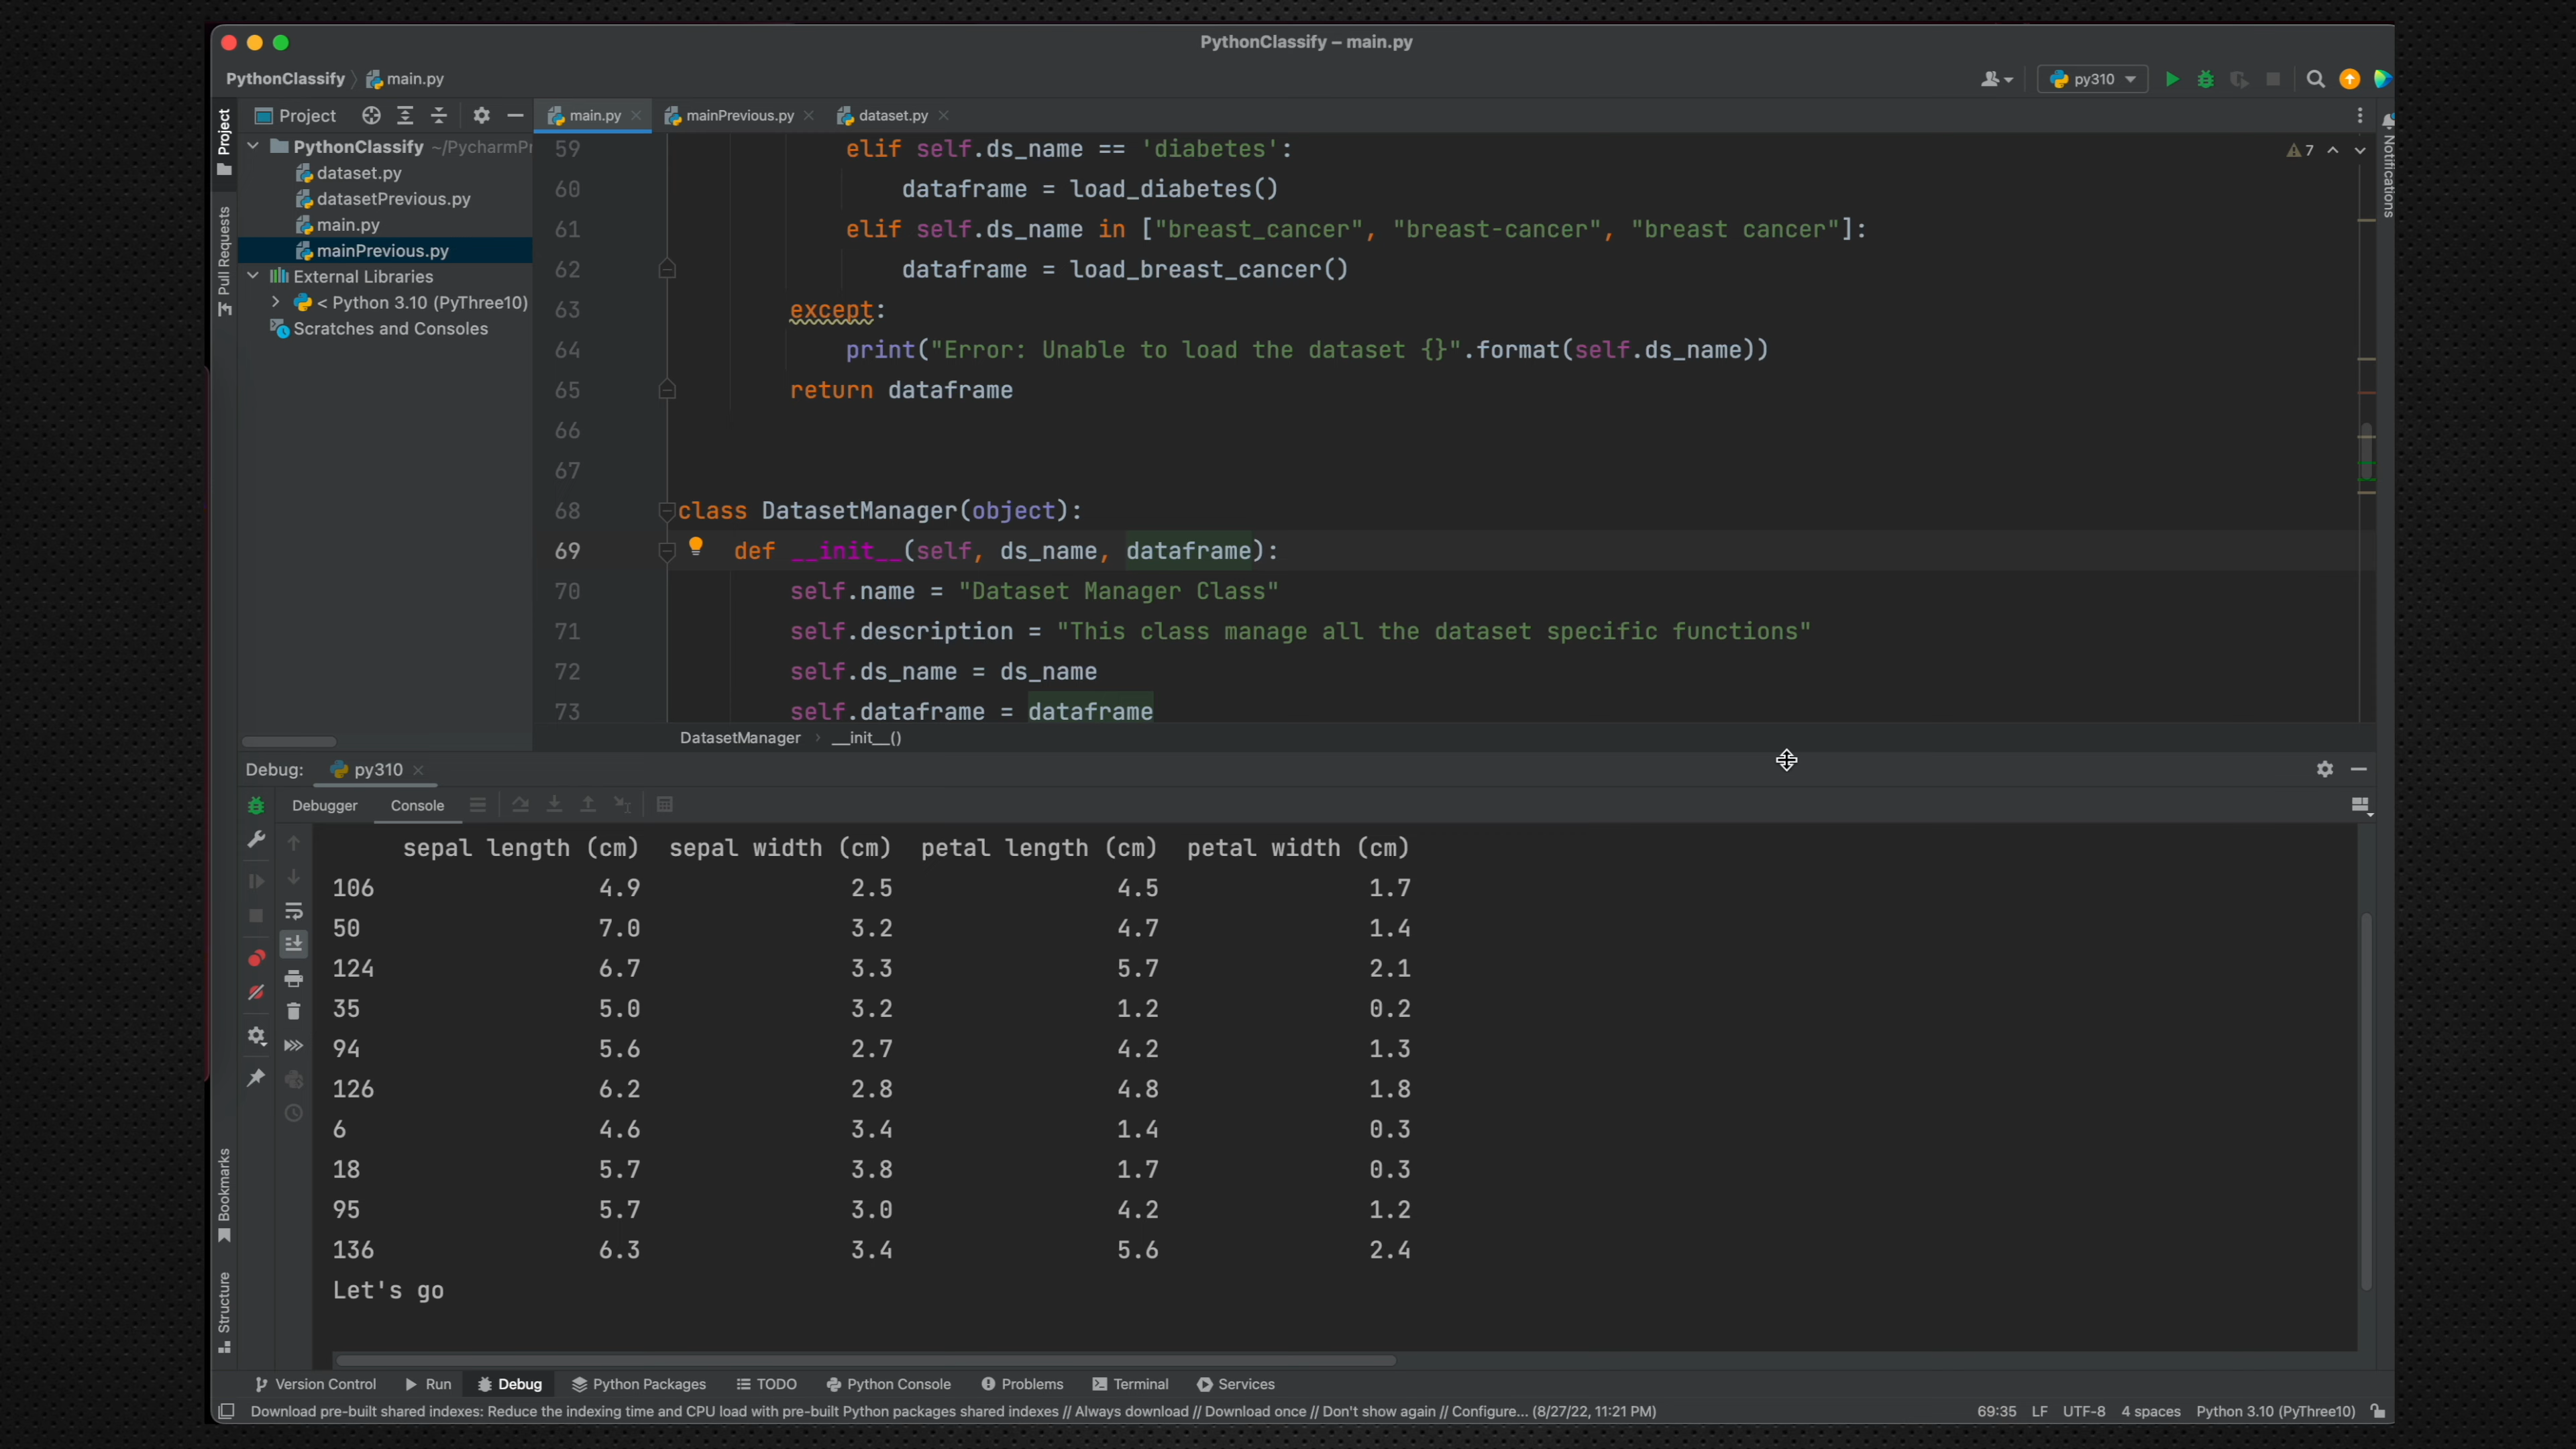 PythonClassify – main.py
PythonClassify main.py
py310
Project
main.py
mainPrevious.py
dataset.py
Project
Pull Requests
Bookmarks
Structure
Notifications
PythonClassify ~/PycharmPr
dataset.py
datasetPrevious.py
main.py
mainPrevious.py
External Libraries
< Python 3.10 (PyThree10)
Scratches and Consoles
7
59 elif self.ds_name == 'diabetes':
60 dataframe = load_diabetes()
61 elif self.ds_name in ["breast_cancer", "breast-cancer", "breast cancer"]:
62 dataframe = load_breast_cancer()
63 except:
64 print("Error: Unable to load the dataset {}".format(self.ds_name))
65 return dataframe
66
67
68 class DatasetManager(object):
69 def __init__(self, ds_name, dataframe):
70 self.name = "Dataset Manager Class"
71 self.description = "This class manage all the dataset specific functions"
72 self.ds_name = ds_name
73 self.dataframe = dataframe
DatasetManager › __init__()
Debug: py310
Debugger Console
sepal length (cm) sepal width (cm) petal length (cm) petal width (cm)
106 4.9 2.5 4.5 1.7
50 7.0 3.2 4.7 1.4
124 6.7 3.3 5.7 2.1
35 5.0 3.2 1.2 0.2
94 5.6 2.7 4.2 1.3
126 6.2 2.8 4.8 1.8
6 4.6 3.4 1.4 0.3
18 5.7 3.8 1.7 0.3
95 5.7 3.0 4.2 1.2
136 6.3 3.4 5.6 2.4
Let's go
Version Control Run Debug Python Packages TODO Python Console Problems Terminal Services
Download pre-built shared indexes: Reduce the indexing time and CPU load with pre-built Python packages shared indexes // Always download // Download once // Don't show again // Configure... (8/27/22, 11:21 PM) 69:35 LF UTF-8 4 spaces Python 3.10 (PyThree10)